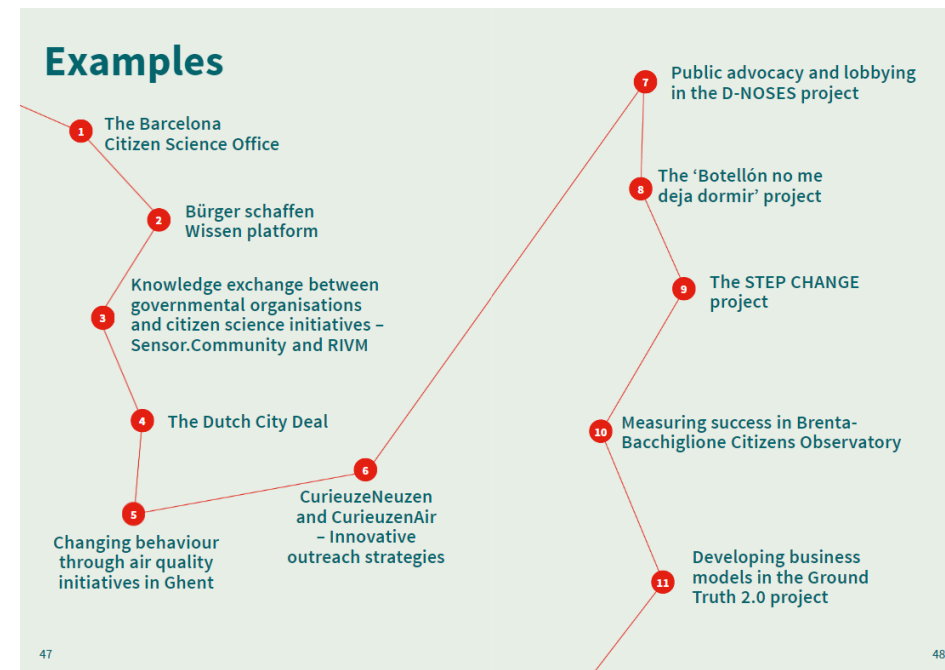 Examples
1
The Barcelona
Citizen Science Office
2
Bürger schaffen
Wissen platform
3
Knowledge exchange between
governmental organisations
and citizen science initiatives –
Sensor.Community and RIVM
4
The Dutch City Deal
5
Changing behaviour
through air quality
initiatives in Ghent
6
CurieuzeNeuzen
and CurieuzenAir
– Innovative
outreach strategies
7
Public advocacy and lobbying
in the D-NOSES project
8
The ‘Botellón no me
deja dormir’ project
9
The STEP CHANGE
project
10
Measuring success in Brenta-
Bacchiglione Citizens Observatory
11
Developing business
models in the Ground
Truth 2.0 project
47
48